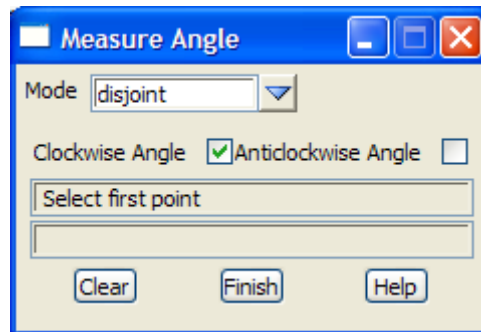 Measure Angle
Mode disjoint
Clockwise Angle Anticlockwise Angle
Select first point
Clear Finish Help